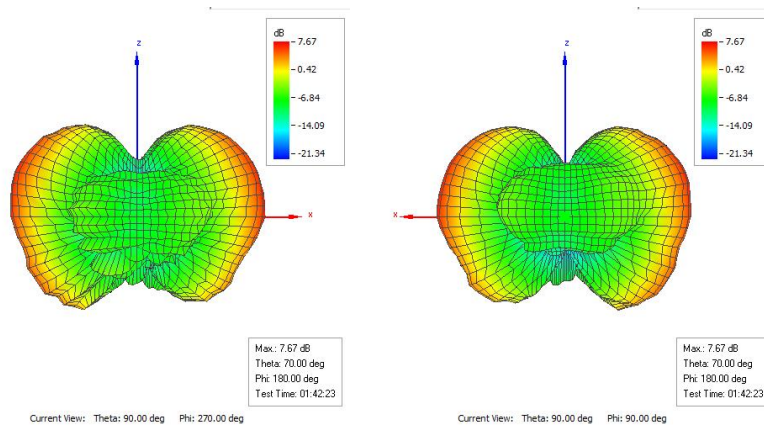 dB
7.67
0.42
-6.84
-14.09
-21.34
z
x
Max.: 7.67 dB
Theta: 70.00 deg
Phi: 180.00 deg
Test Time: 01:42:23
Current View: Theta: 90.00 deg Phi: 270.00 deg
dB
7.67
0.42
-6.84
-14.09
-21.34
z
x
Max.: 7.67 dB
Theta: 70.00 deg
Phi: 180.00 deg
Test Time: 01:42:23
Current View: Theta: 90.00 deg Phi: 90.00 deg